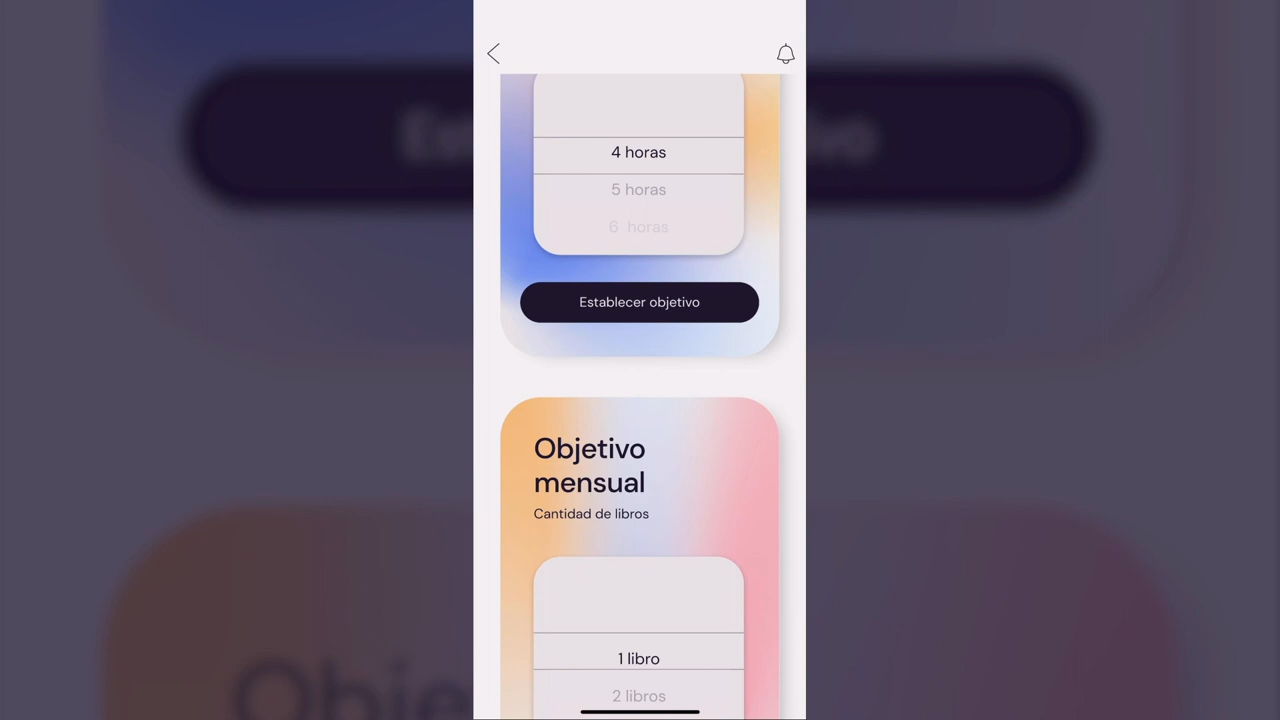 4 horas
5 horas
6 horas
Establecer objetivo
Objetivo
mensual
Cantidad de libros
1 libro
2 libros